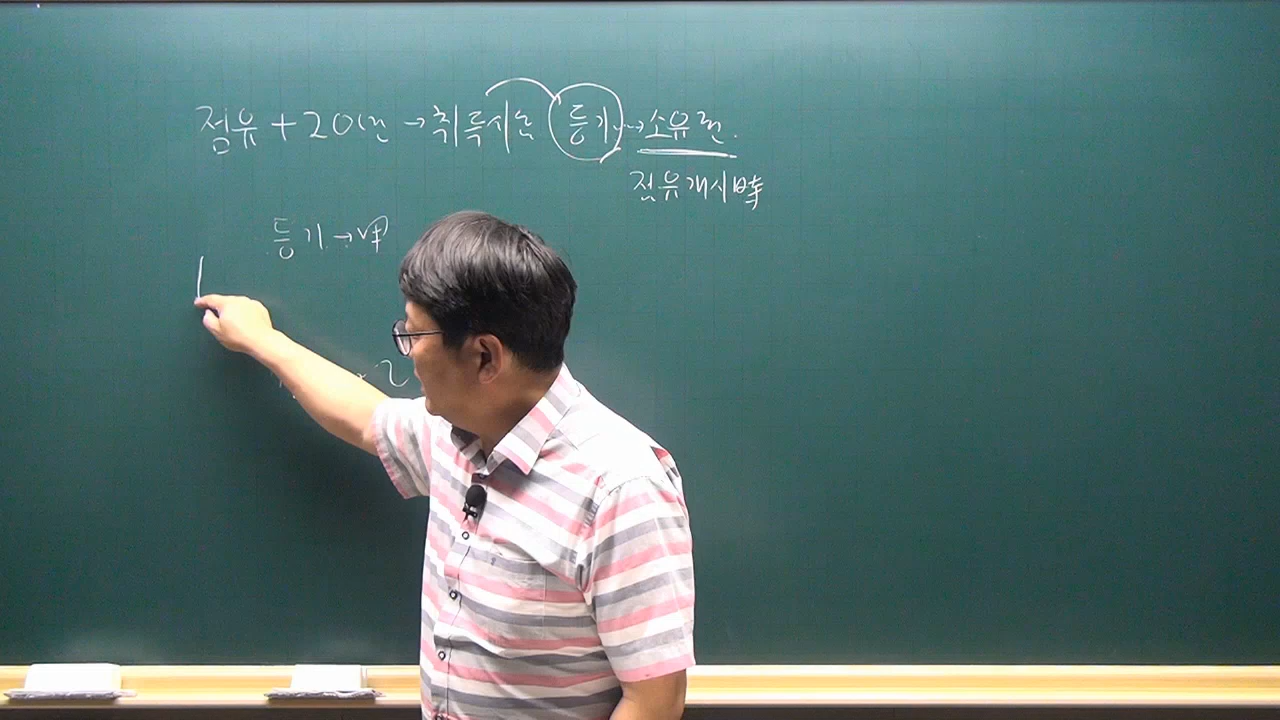 점유 + 20년 → 취득시효 등기 → 소유권.
점유개시時
등기 → 甲
乙